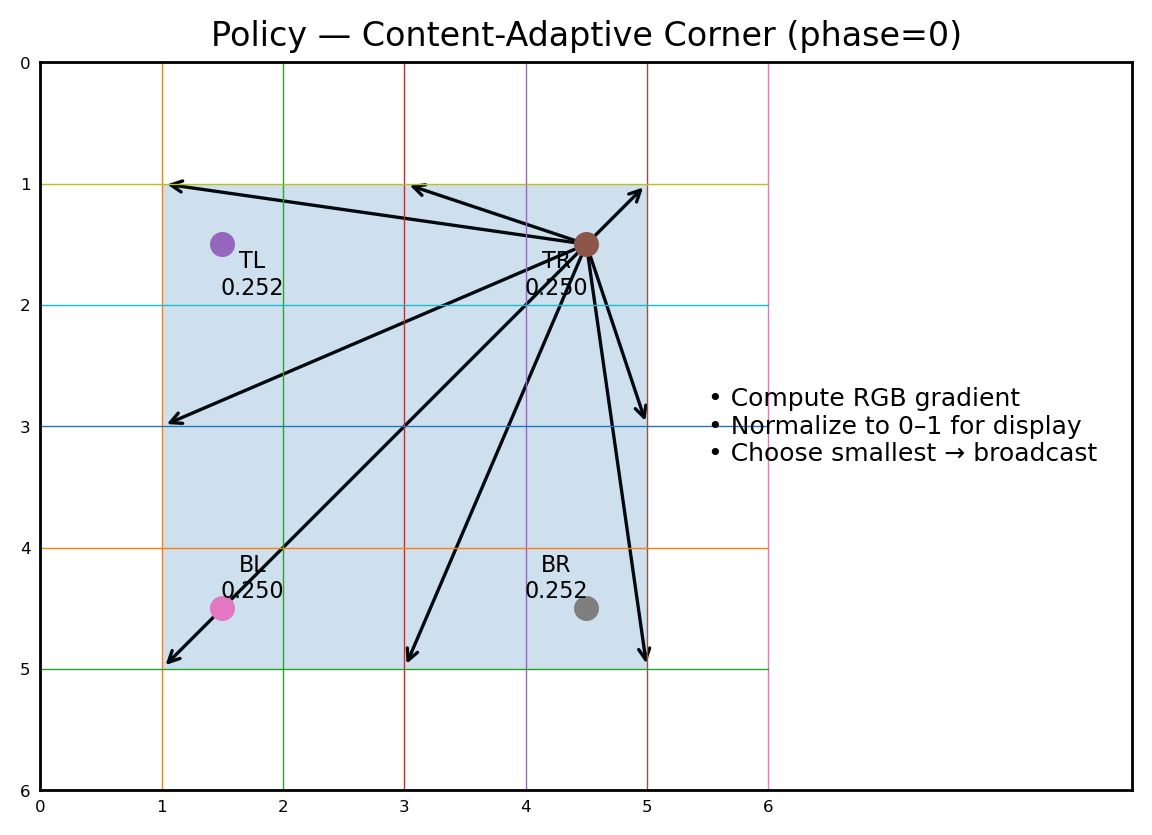 Policy — Content-Adaptive Corner (phase=0)
0
1
2
3
4
5
6
TL
0.252
TR
0.250
• Compute RGB gradient
• Normalize to 0–1 for display
• Choose smallest → broadcast
BL
0.250
BR
0.252
0 1 2 3 4 5 6